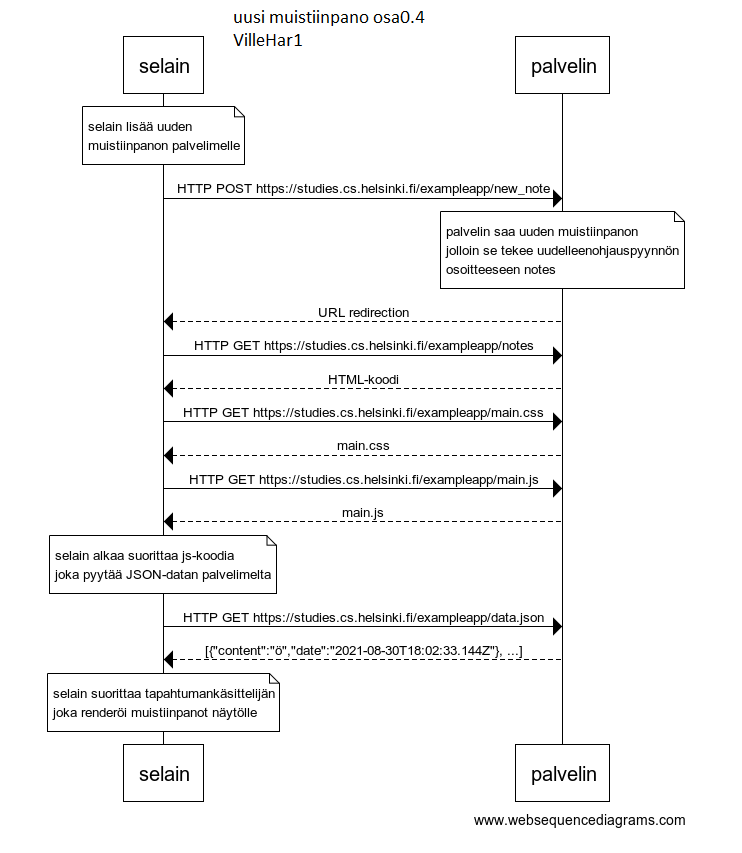 uusi muistiinpano osa0.4
VilleHar1
selain
palvelin
selain lisää uuden
muistiinpanon palvelimelle
HTTP POST https://studies.cs.helsinki.fi/exampleapp/new_note
palvelin saa uuden muistiinpanon
jolloin se tekee uudelleenohjauspyynnön
osoitteeseen notes
URL redirection
HTTP GET https://studies.cs.helsinki.fi/exampleapp/notes
HTML-koodi
HTTP GET https://studies.cs.helsinki.fi/exampleapp/main.css
main.css
HTTP GET https://studies.cs.helsinki.fi/exampleapp/main.js
main.js
selain alkaa suorittaa js-koodia
joka pyytää JSON-datan palvelimelta
HTTP GET https://studies.cs.helsinki.fi/exampleapp/data.json
[{"content":"ö","date":"2021-08-30T18:02:33.144Z"}, ...]
selain suorittaa tapahtumankäsittelijän
joka renderöi muistiinpanot näytölle
selain
palvelin
www.websequencediagrams.com